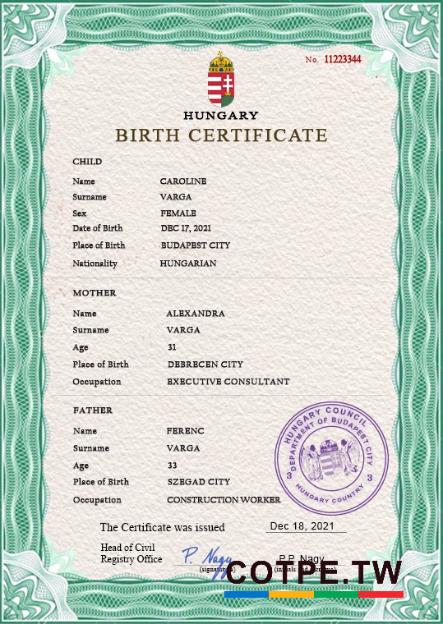 No. 11223344
HUNGARY
BIRTH CERTIFICATE
CHILD
Name CAROLINE
Surname VARGA
Sex FEMALE
Date of Birth DEC 17, 2021
Place of Birth BUDAPEST CITY
Nationality HUNGARIAN
MOTHER
Name ALEXANDRA
Surname VARGA
Age 31
Place of Birth DEBRECEN CITY
Occupation EXECUTIVE CONSULTANT
FATHER
Name FERENC
Surname VARGA
Age 33
Place of Birth SZEGAD CITY
Occupation CONSTRUCTION WORKER
HUNGARY COUNCIL
DEPARTMENT OF BUDAPEST CITY
3 3
HUNGARY COUNTRY
The Certificate was issued Dec 18, 2021
Head of Civil
Registry Office P. Nagy P.P. Nagy
COTPE.TW